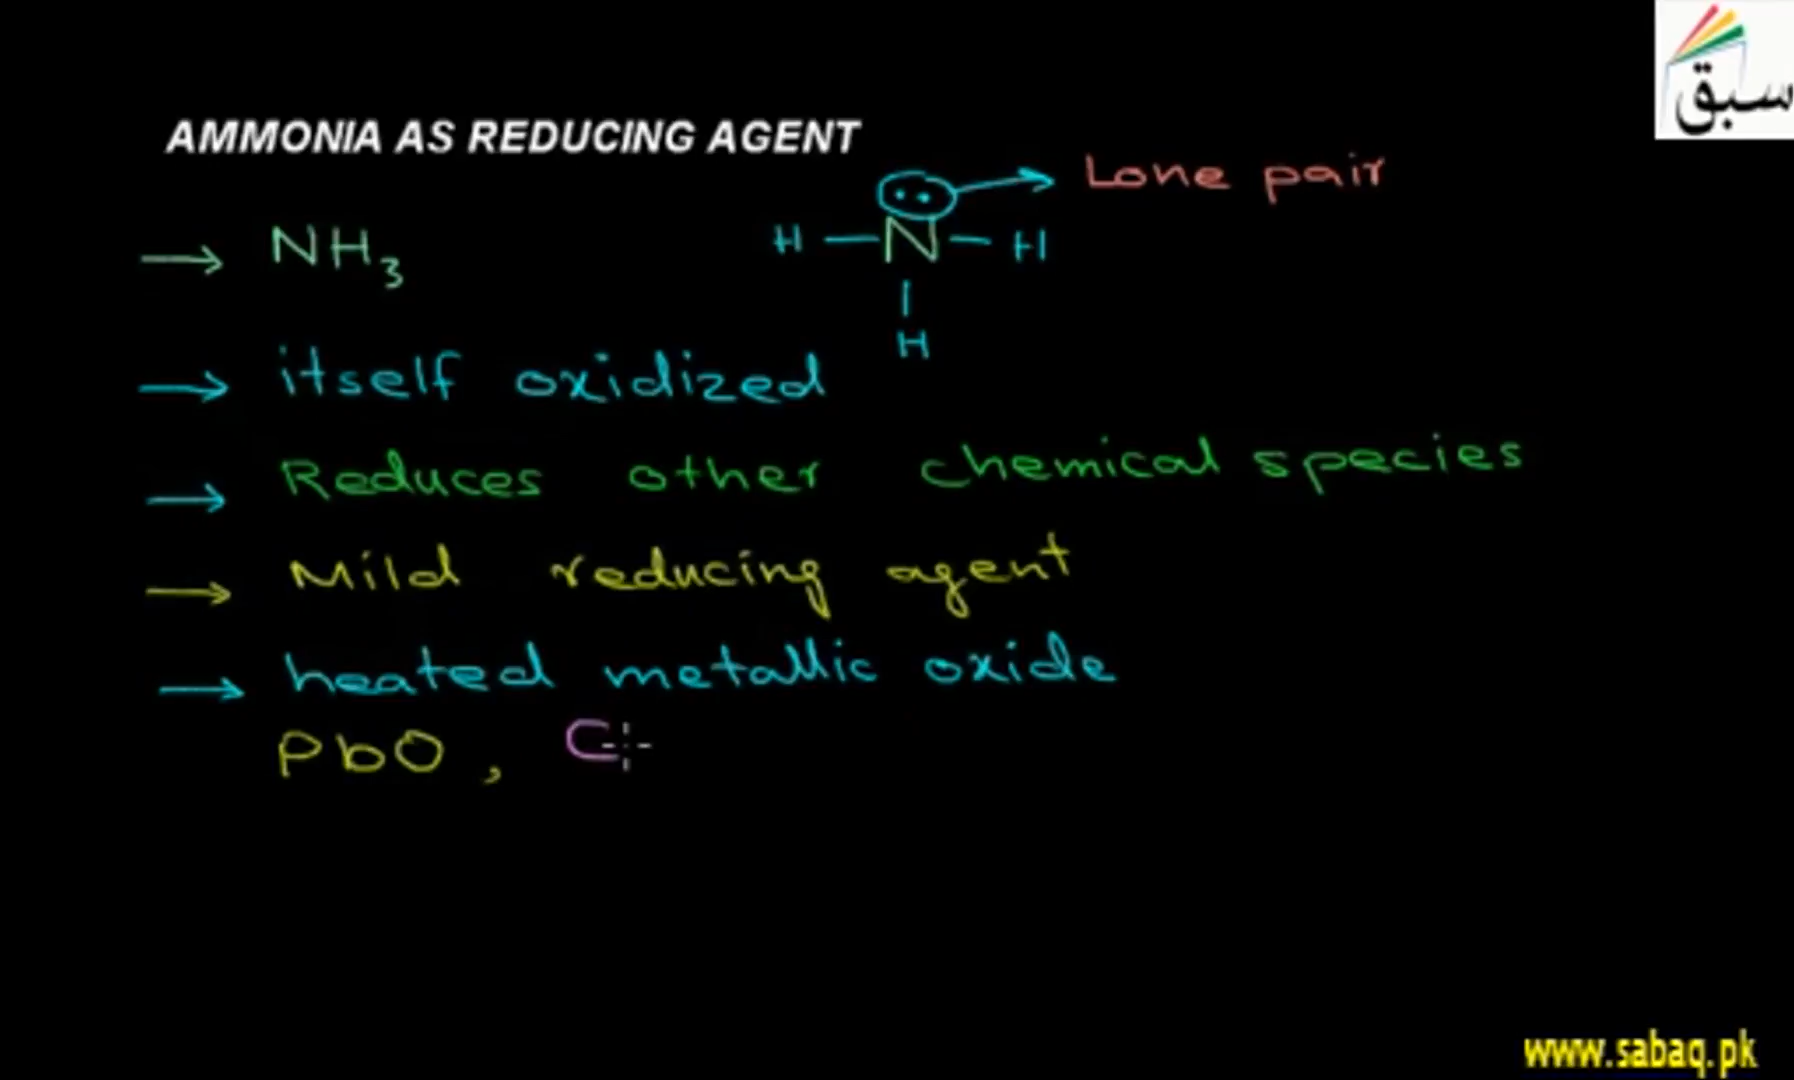 سبق
AMMONIA AS REDUCING AGENT
Lone pair
→ NH₃
H – N – H
|
H
→ itself oxidized
→ Reduces other chemical species
→ Mild reducing agent
→ heated metallic oxide
PbO , C
www.sabaq.pk